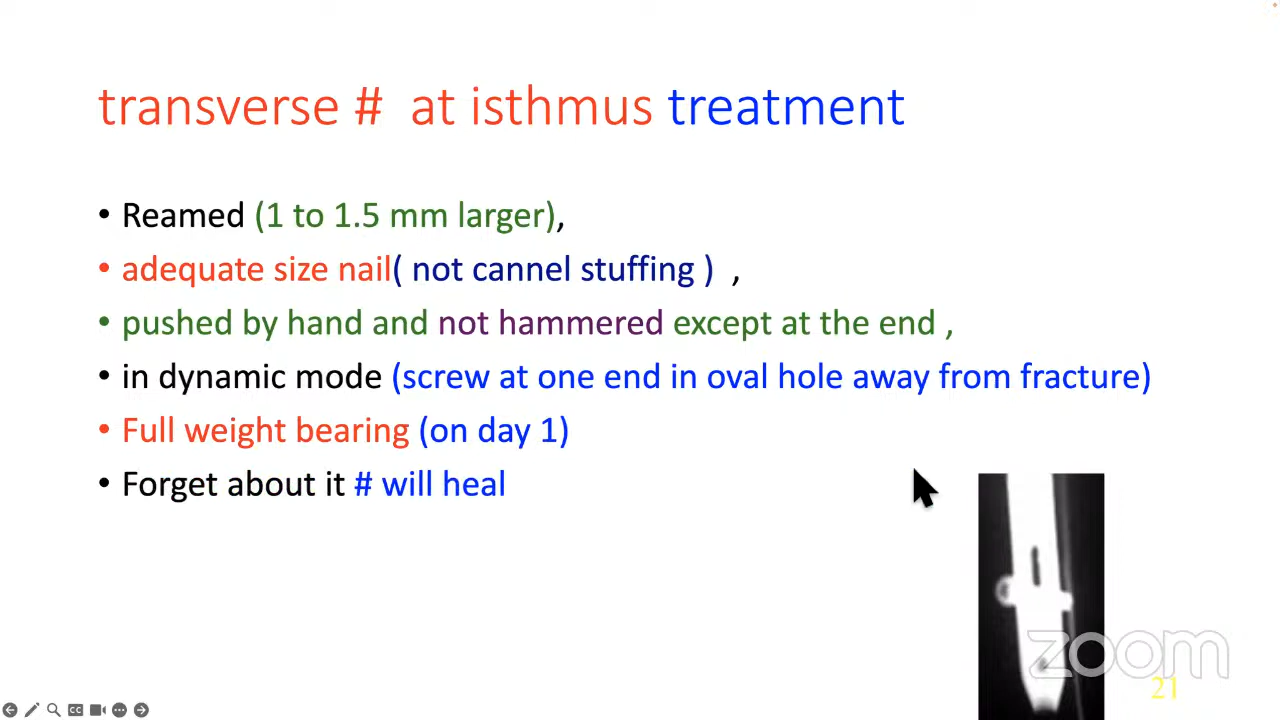 transverse # at isthmus treatment
• Reamed (1 to 1.5 mm larger),
• adequate size nail( not cannel stuffing ) ,
• pushed by hand and not hammered except at the end ,
• in dynamic mode (screw at one end in oval hole away from fracture)
• Full weight bearing (on day 1)
• Forget about it # will heal
zoom
21
CC